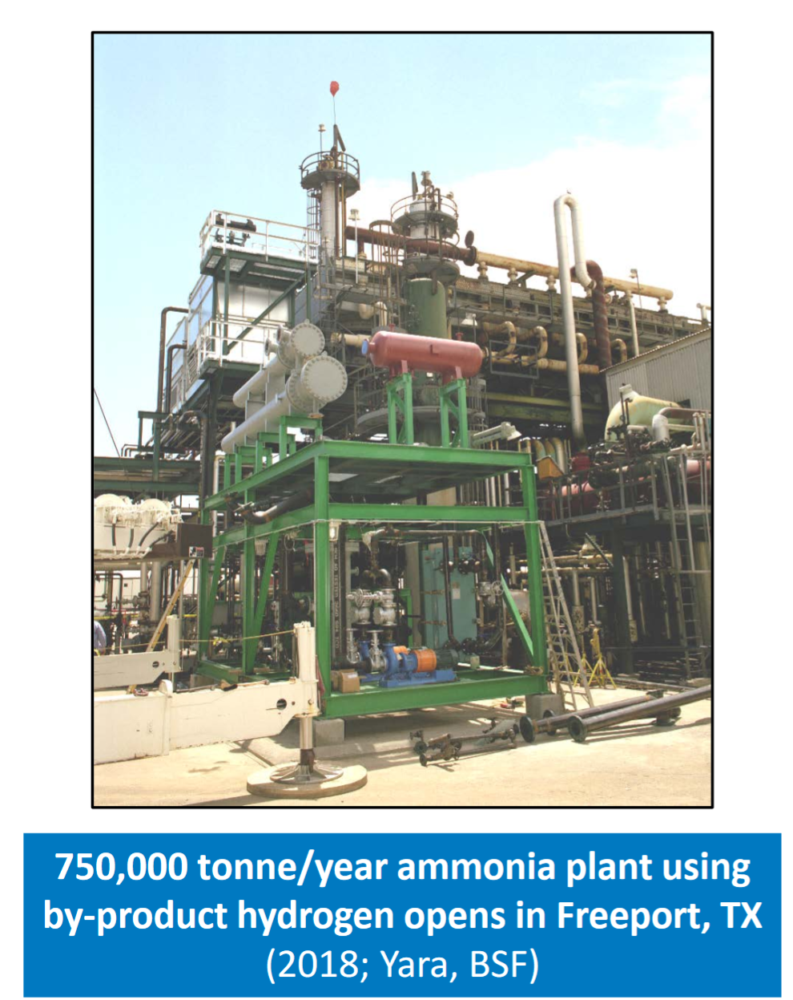 750,000 tonne/year ammonia plant using
by-product hydrogen opens in Freeport, TX
(2018; Yara, BSF)